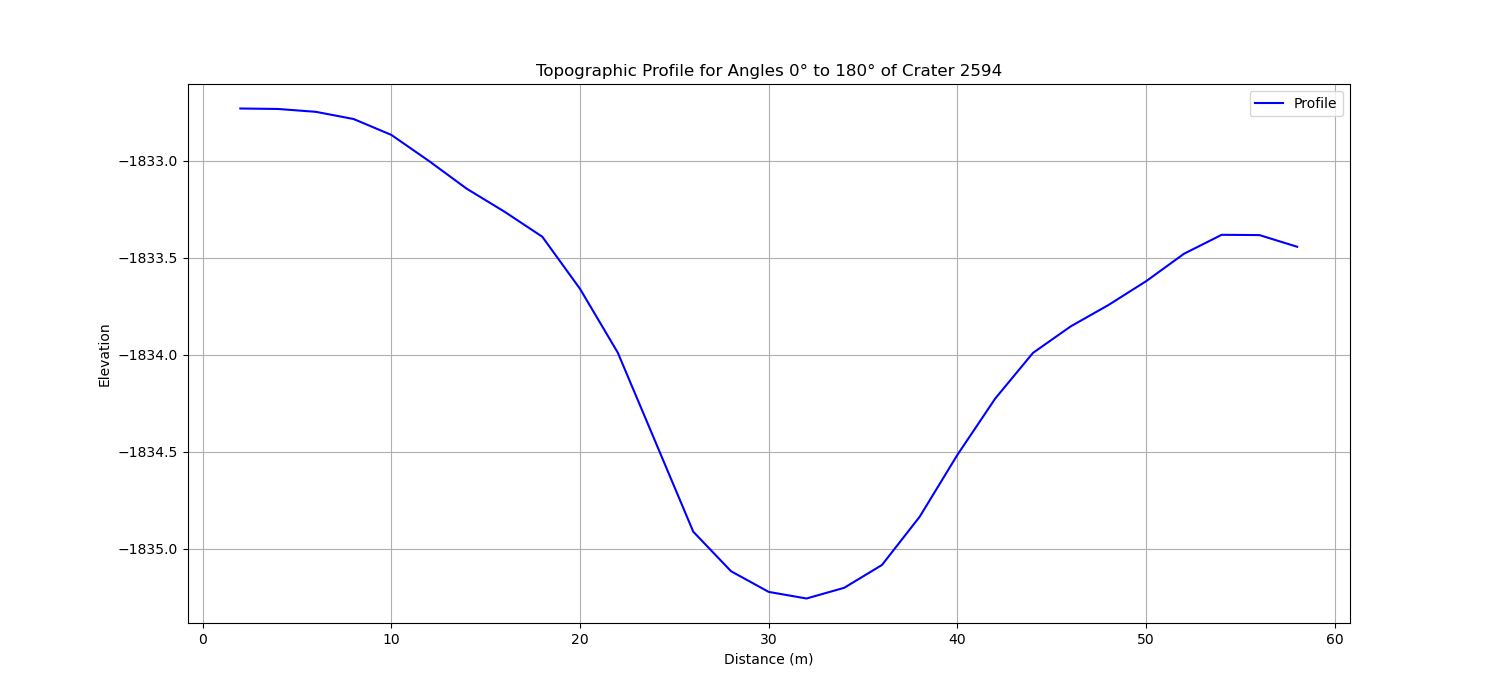 Topographic Profile for Angles 0° to 180° of Crater 2594
Profile
−1833.0
−1833.5
−1834.0
−1834.5
−1835.0
Elevation
0 10 20 30 40 50 60
Distance (m)